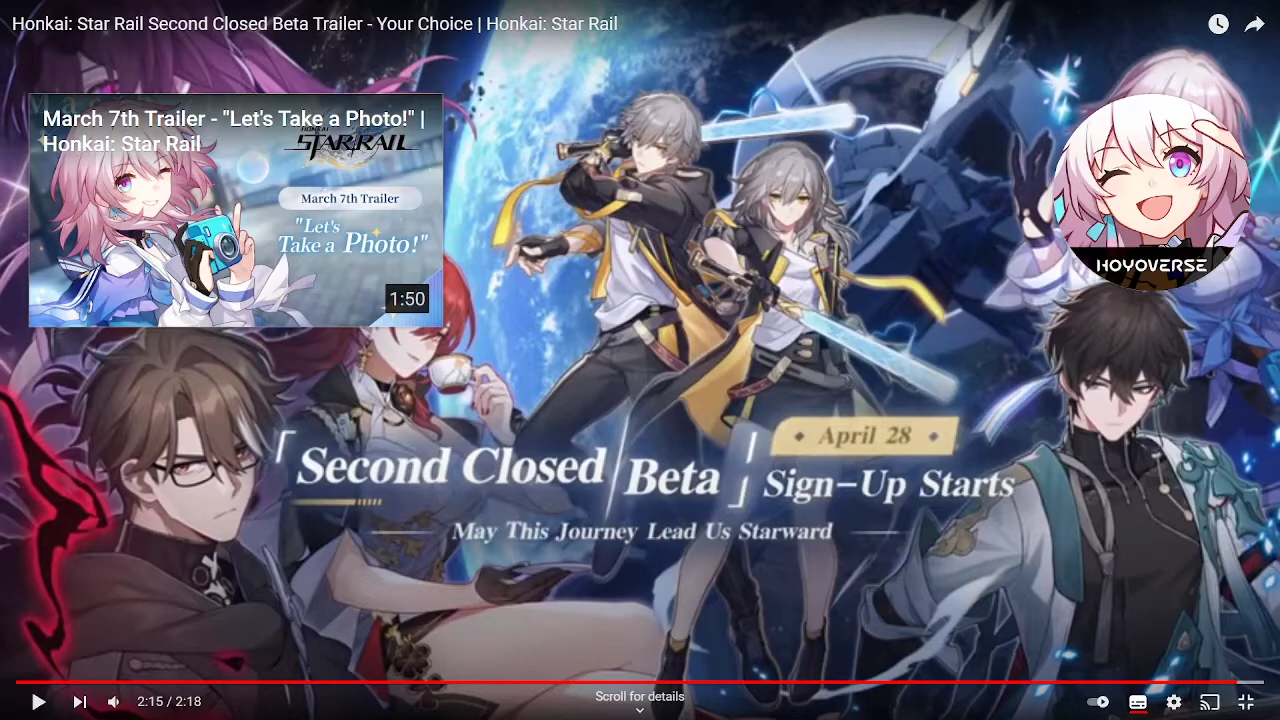 Honkai: Star Rail Second Closed Beta Trailer - Your Choice | Honkai: Star Rail
March 7th Trailer - "Let's Take a Photo!" |
Honkai: Star Rail
HONKAI
STAR RAIL
March 7th Trailer
"Let's
Take a Photo!"
1:50
HOYOVERSE
April 28
「Second Closed Beta」 Sign-Up Starts
May This Journey Lead Us Starward
2:15 / 2:18
Scroll for details